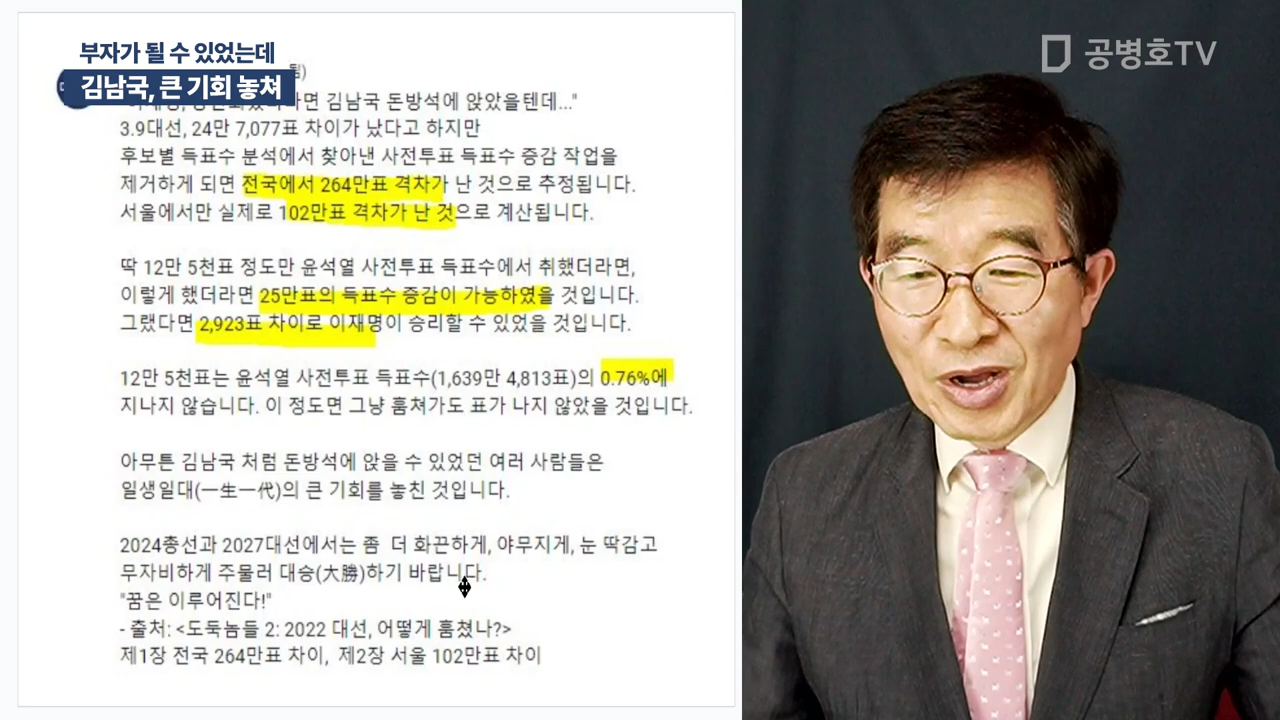 부자가 될 수 있었는데
김남국, 큰 기회 놓쳐
공병호TV
면 김남국 돈방석에 앉았을텐데..."
3.9대선, 24만 7,077표 차이가 났다고 하지만
후보별 득표수 분석에서 찾아낸 사전투표 득표수 증감 작업을
제거하게 되면 전국에서 264만표 격차가 난 것으로 추정됩니다.
서울에서만 실제로 102만표 격차가 난 것으로 계산됩니다.
딱 12만 5천표 정도만 윤석열 사전투표 득표수에서 취했더라면,
이렇게 했더라면 25만표의 득표수 증감이 가능하였을 것입니다.
그랬다면 2,923표 차이로 이재명이 승리할 수 있었을 것입니다.
12만 5천표는 윤석열 사전투표 득표수(1,639만 4,813표)의 0.76%에
지나지 않습니다. 이 정도면 그냥 훔쳐가도 표가 나지 않았을 것입니다.
아무튼 김남국 처럼 돈방석에 앉을 수 있었던 여러 사람들은
일생일대(一生一代)의 큰 기회를 놓친 것입니다.
2024총선과 2027대선에서는 좀 더 화끈하게, 야무지게, 눈 딱감고
무자비하게 주물러 대승(大勝)하기 바랍니다.
"꿈은 이루어진다!"
- 출처: <도둑놈들 2: 2022 대선, 어떻게 훔쳤나?>
제1장 전국 264만표 차이, 제2장 서울 102만표 차이